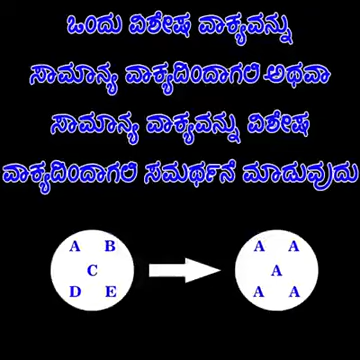 ಒಂದು ವಿಶೇಷ ವಾಕ್ಯವನ್ನು
ಸಾಮಾನ್ಯ ವಾಕ್ಯದಿಂದಾಗಲಿ ಅಥವಾ
ಸಾಮಾನ್ಯ ವಾಕ್ಯವನ್ನು ವಿಶೇಷ
ವಾಕ್ಯದಿಂದಾಗಲಿ ಸಮರ್ಥನೆ ಮಾಡುವುದು
A B
C
D E
A A
A
A A